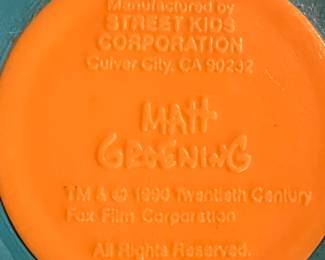 Manufactured by
STREET KIDS
CORPORATION
Culver City, CA 90232
MATT
GROENING
TM & © 1990 Twentieth Century
Fox Film Corporation
All Rights Reserved.